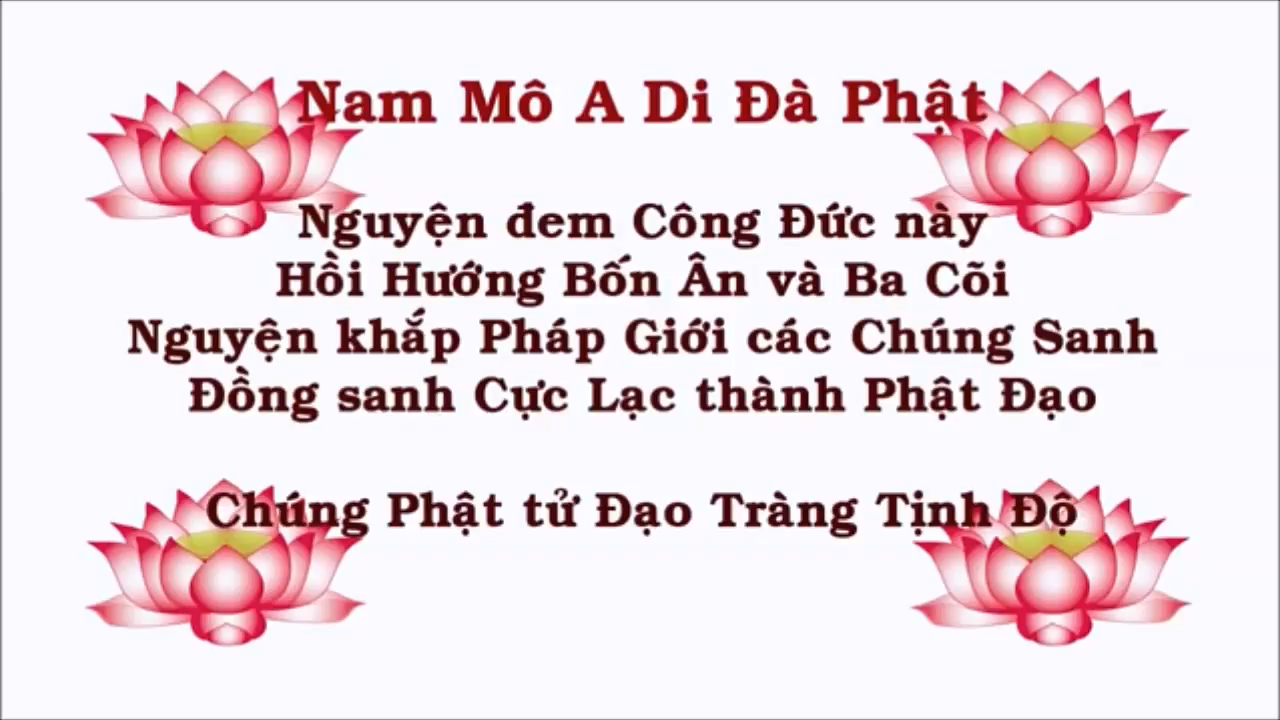 Nam Mô A Di Đà Phật
Nguyện đem Công Đức này
Hồi Hướng Bốn Ân và Ba Cõi
Nguyện khắp Pháp Giới các Chúng Sanh
Đồng sanh Cực Lạc thành Phật Đạo
Chúng Phật tử Đạo Tràng Tịnh Độ